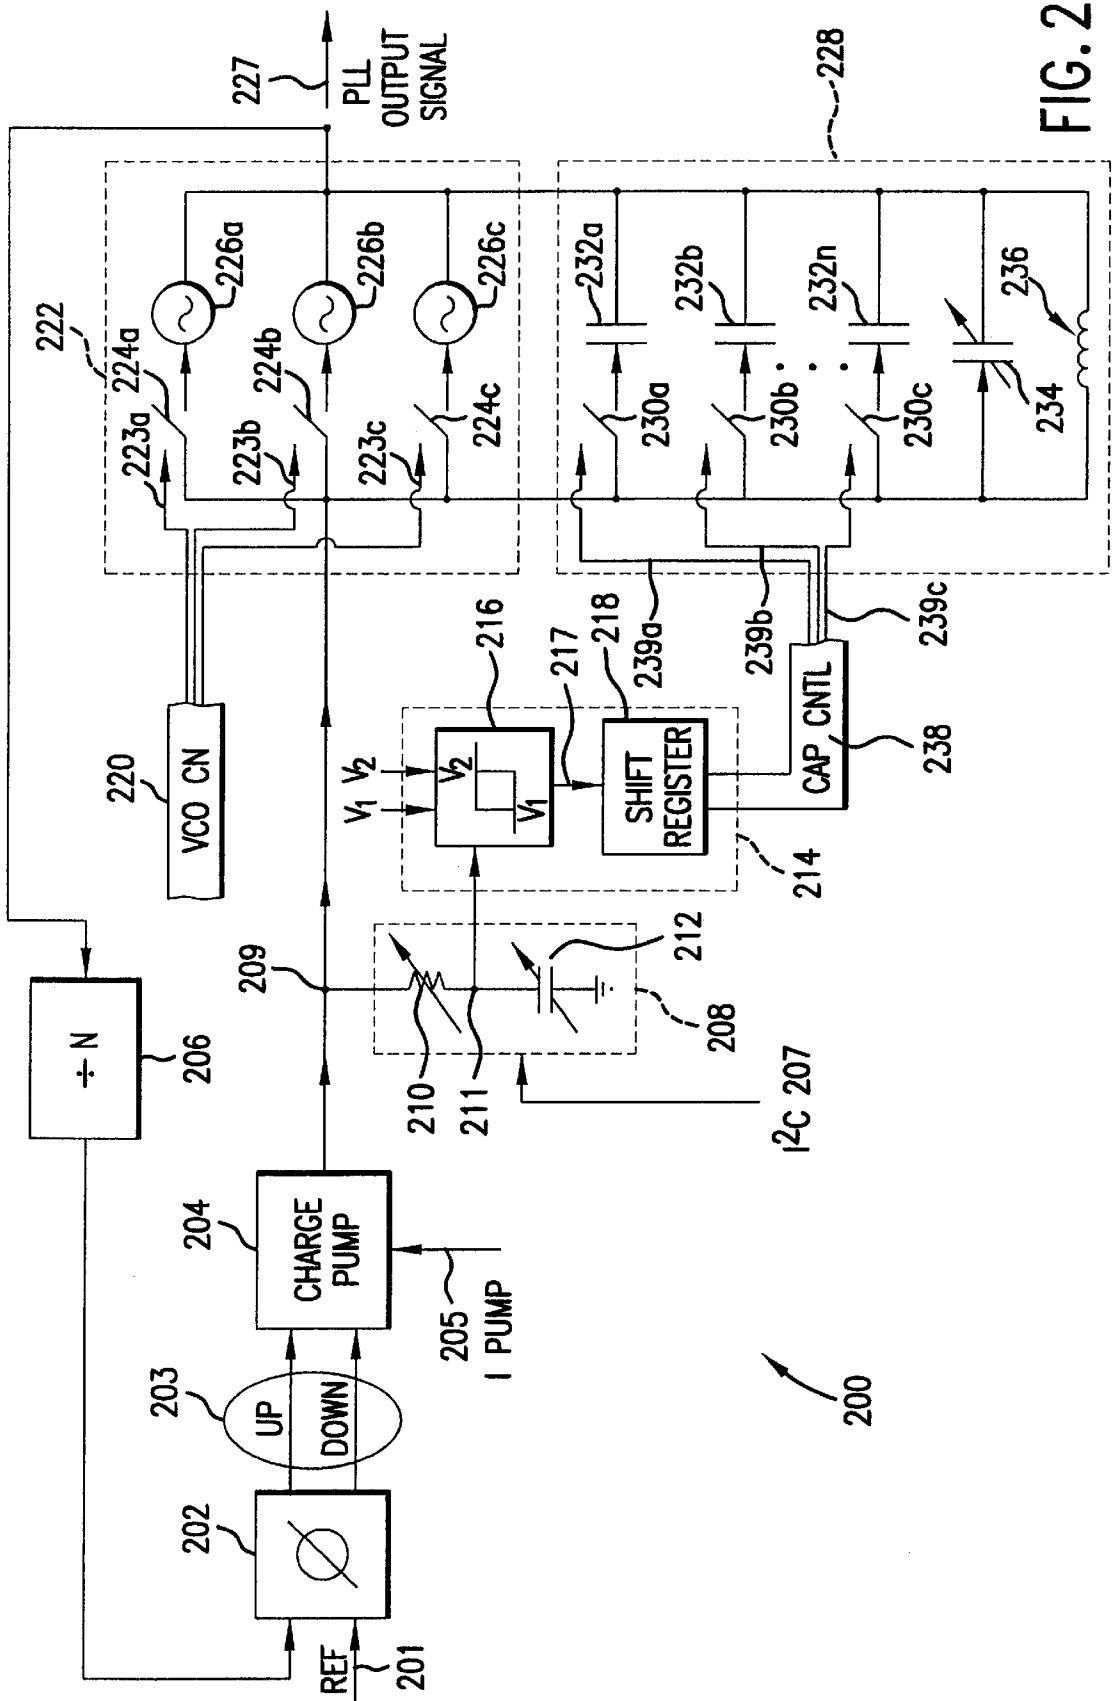 FIG. 2
200
REF
201
202
203
UP
DOWN
204
CHARGE
PUMP
205
I PUMP
206
÷ N
I²C 207
208
209
210
211
212
214
V₁ V₂
216
V₂
V₁
217
218
SHIFT
REGISTER
220
VCO CN
222
223a
223b
223c
224a
224b
224c
226a
226b
226c
227
PLL
OUTPUT
SIGNAL
228
230a
230b
230c
232a
232b
232n
234
236
238
CAP CNTL
239a
239b
239c